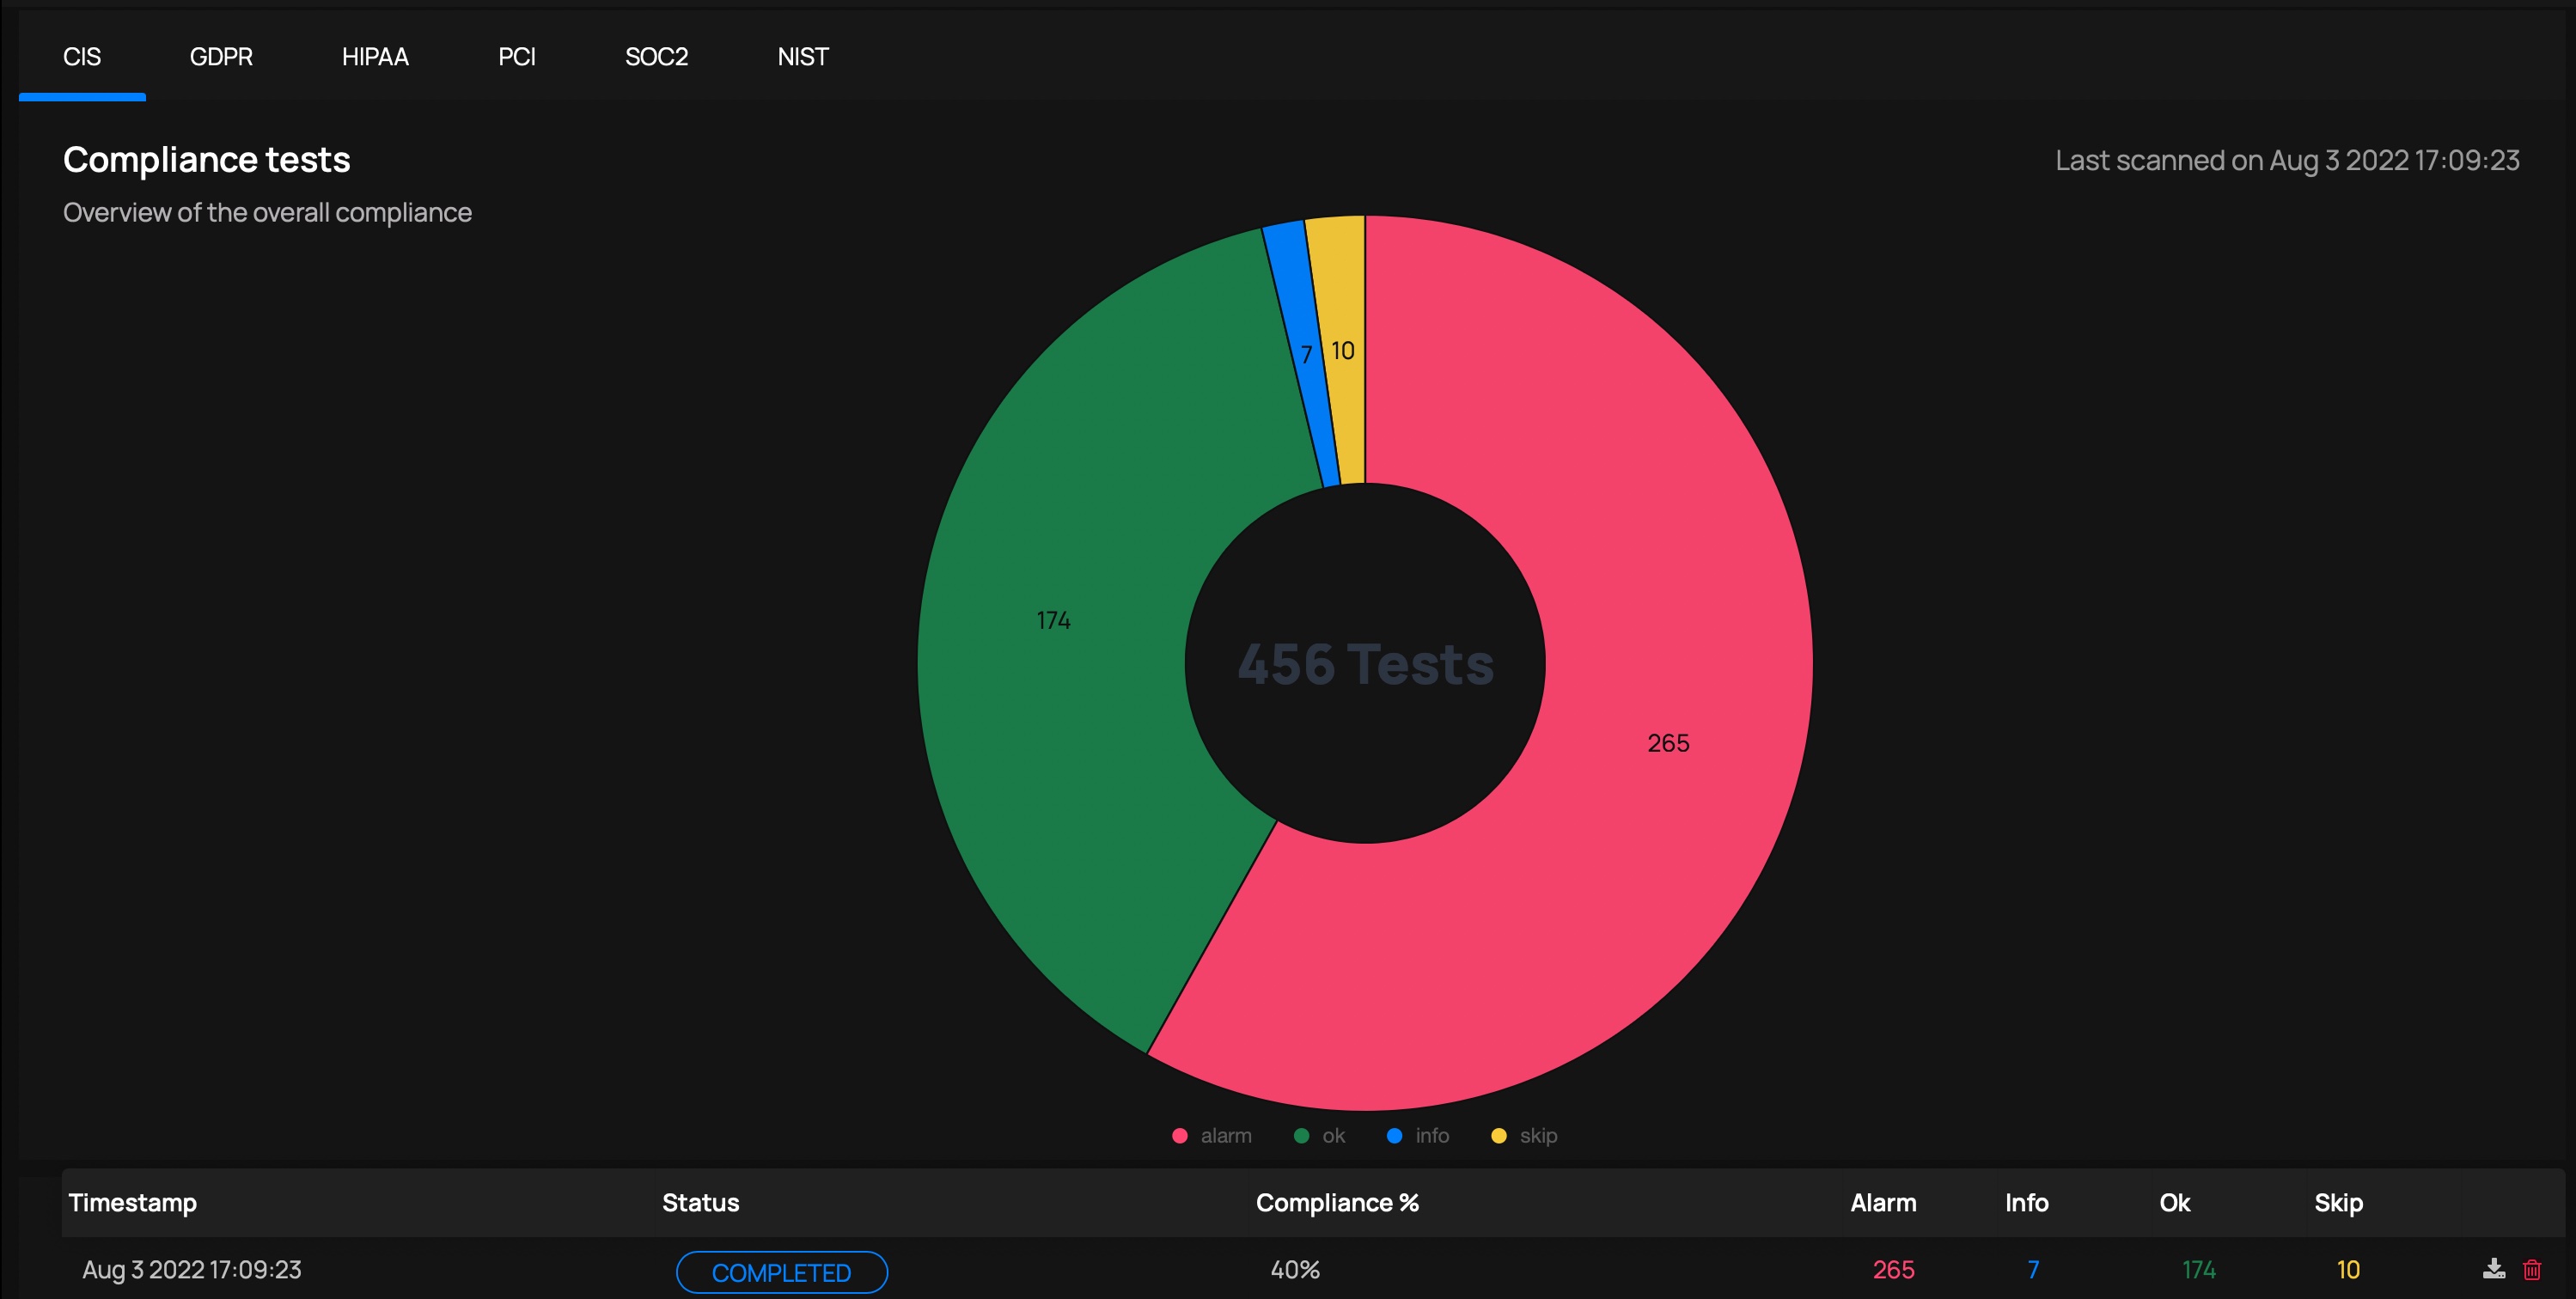 CIS GDPR HIPAA PCI SOC2 NIST
Compliance tests
Last scanned on Aug 3 2022 17:09:23
Overview of the overall compliance
7
10
174
456 Tests
265
alarm ok info skip
Timestamp Status Compliance % Alarm Info Ok Skip
Aug 3 2022 17:09:23 COMPLETED 40% 265 7 174 10